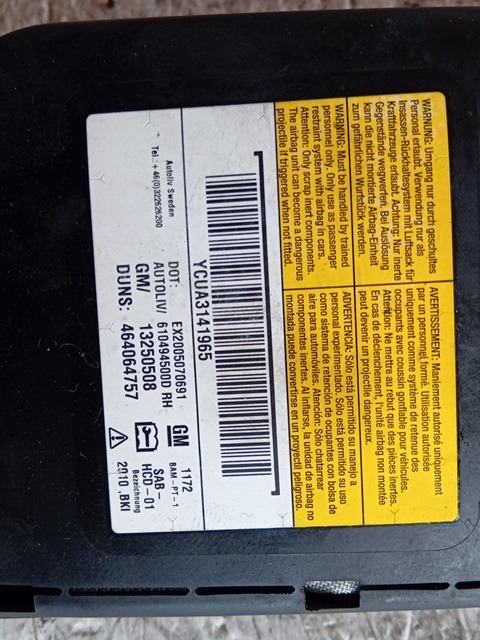 WARNUNG: Umgang nur durch geschultes
Personal erlaubt. Verwendung nur als
Insassen-Rückhaltesystem mit Luftsack für
Kraftfahrzeuge erlaubt. Achtung: Nur inerte
Gegenstände wegwerfen. Bei Auslösung
kann die nicht montierte Airbag-Einheit
zum gefährlichen Wurfstück werden.
AVERTISSEMENT: Maniement autorisé uniquement
par un personnel formé. Utilisation autorisée
uniquement comme système de retenue des
occupants avec coussin gonflable pour véhicules.
Attention: Ne mettre au rebut que des pièces inertes.
En cas de déclenchement, l'unité airbag non montée
peut devenir un projectile dangereux.
WARNING: Must be handled by trained
personnel only. Only use as passenger
restraint system with airbag in cars.
Attention: Only scrap inert components.
The airbag unit can become a dangerous
projectile if triggered when not fitted.
ADVERTENCIA: Sólo está permitido su manejo a
personal experimentado. Sólo está permitido su uso
como sistema de retención de ocupantes con bolsa de
aire para automóviles. Atención: Sólo chatarrear
componentes inertes. Al inflarse, la unidad de airbag no
montada puede convertirse en un proyectil peligroso.
YCUA3141965
Autoliv Sweden
Tel.: +46(0)322626200
DOT: EX2005070691
AUTOLIV/ 610494500D RH
GM/ 13250508
DUNS: 464064757
GM
1172
BAM-PT-1
SAB-
HCD-01
Bezeichnung
2010,BKI